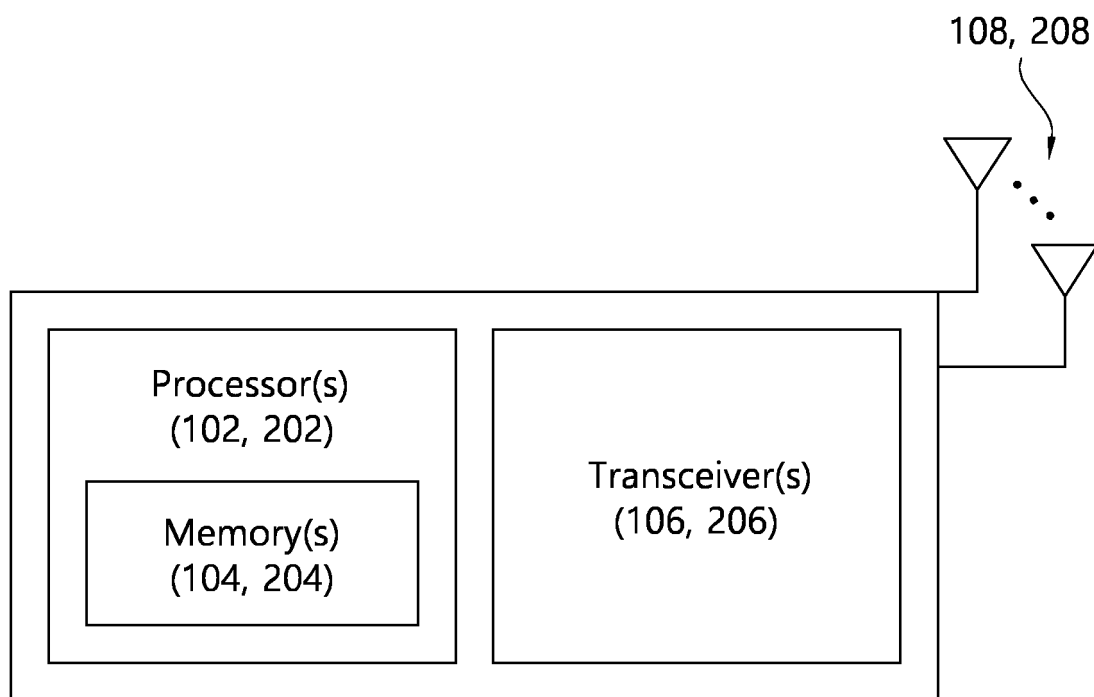 108, 208
Processor(s)
(102, 202)
Memory(s)
(104, 204)
Transceiver(s)
(106, 206)